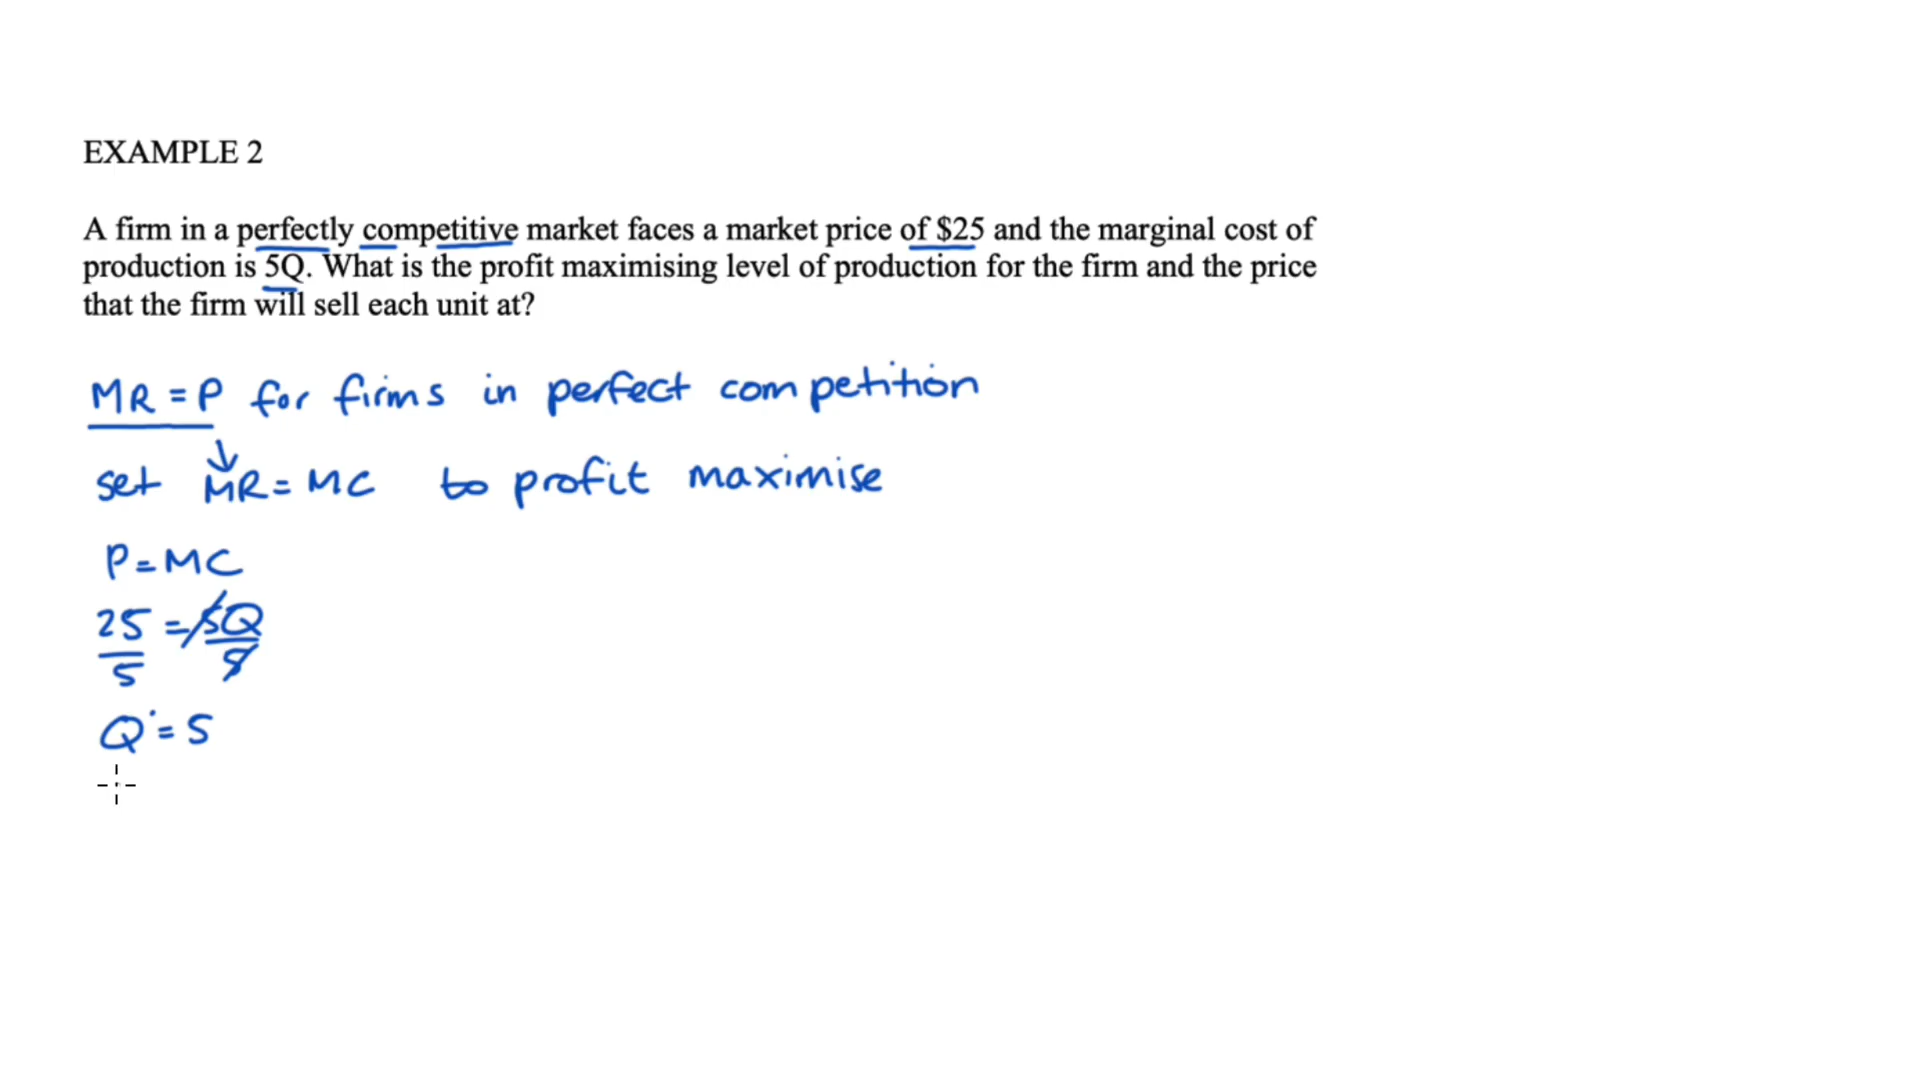 EXAMPLE 2
A firm in a perfectly competitive market faces a market price of $25 and the marginal cost of
production is 5Q. What is the profit maximising level of production for the firm and the price
that the firm will sell each unit at?
MR = P for firms in perfect competition
↓
set MR = MC to profit maximise
P = MC
25 = 5Q
5 5
Q = 5